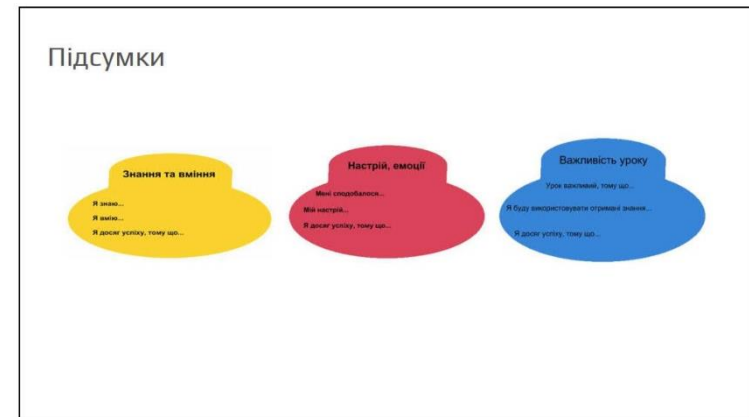 Підсумки
Знання та вміння
Я знаю...
Я вмію...
Я досяг успіху, тому що...
Настрій, емоції
Мені сподобалося...
Мій настрій...
Я досяг успіху, тому що...
Важливість уроку
Урок важливий, тому що...
Я буду використовувати отримані знання...
Я досяг успіху, тому що...